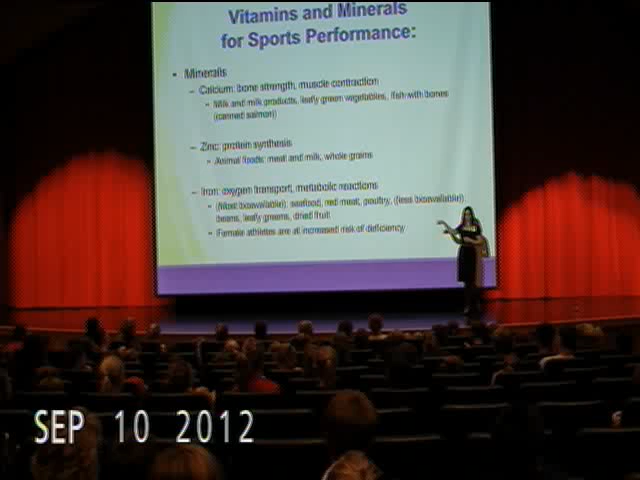 Vitamins and Minerals
for Sports Performance:
• Minerals
– Calcium: bone strength, muscle contraction
• Milk and milk products, leafy green vegetables, fish with bones
(canned salmon))
– Zinc: protein synthesis
• Animal foods: meat and milk, whole grains
– Iron: oxygen transport, metabolic reactions
• (Most bioavailable): seafood, red meat, poultry, (less bioavailable):
beans, leafy greens, dried fruit
• Female athletes are at increased risk of deficiency
SEP 10 2012